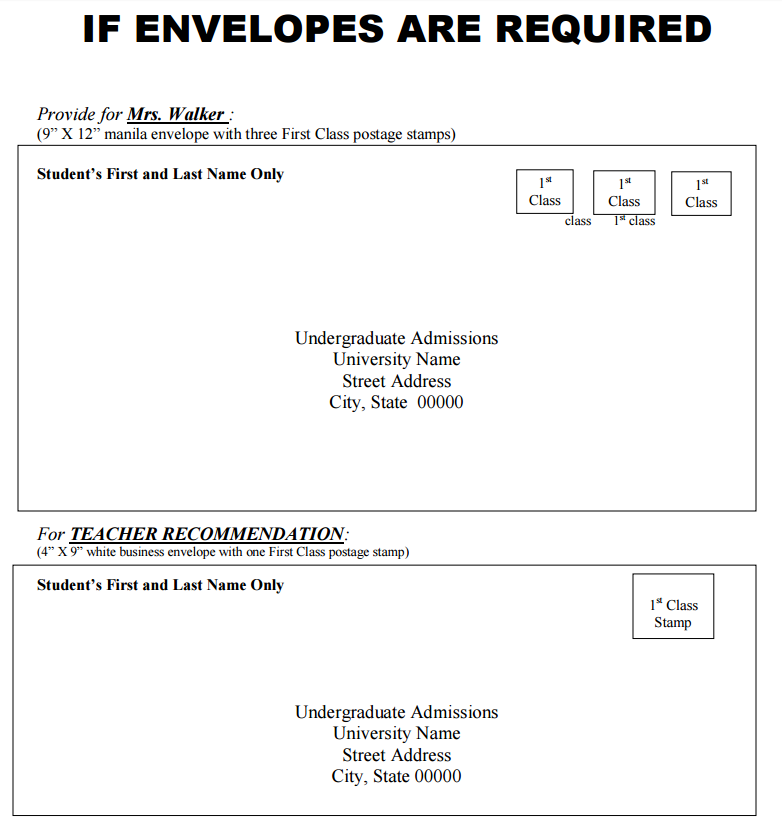 IF ENVELOPES ARE REQUIRED
Provide for Mrs. Walker :
(9” X 12” manila envelope with three First Class postage stamps)
Student’s First and Last Name Only
1st Class
1st Class
1st Class
class 1st class
Undergraduate Admissions
University Name
Street Address
City, State 00000
For TEACHER RECOMMENDATION:
(4” X 9” white business envelope with one First Class postage stamp)
Student’s First and Last Name Only
1st Class
Stamp
Undergraduate Admissions
University Name
Street Address
City, State 00000